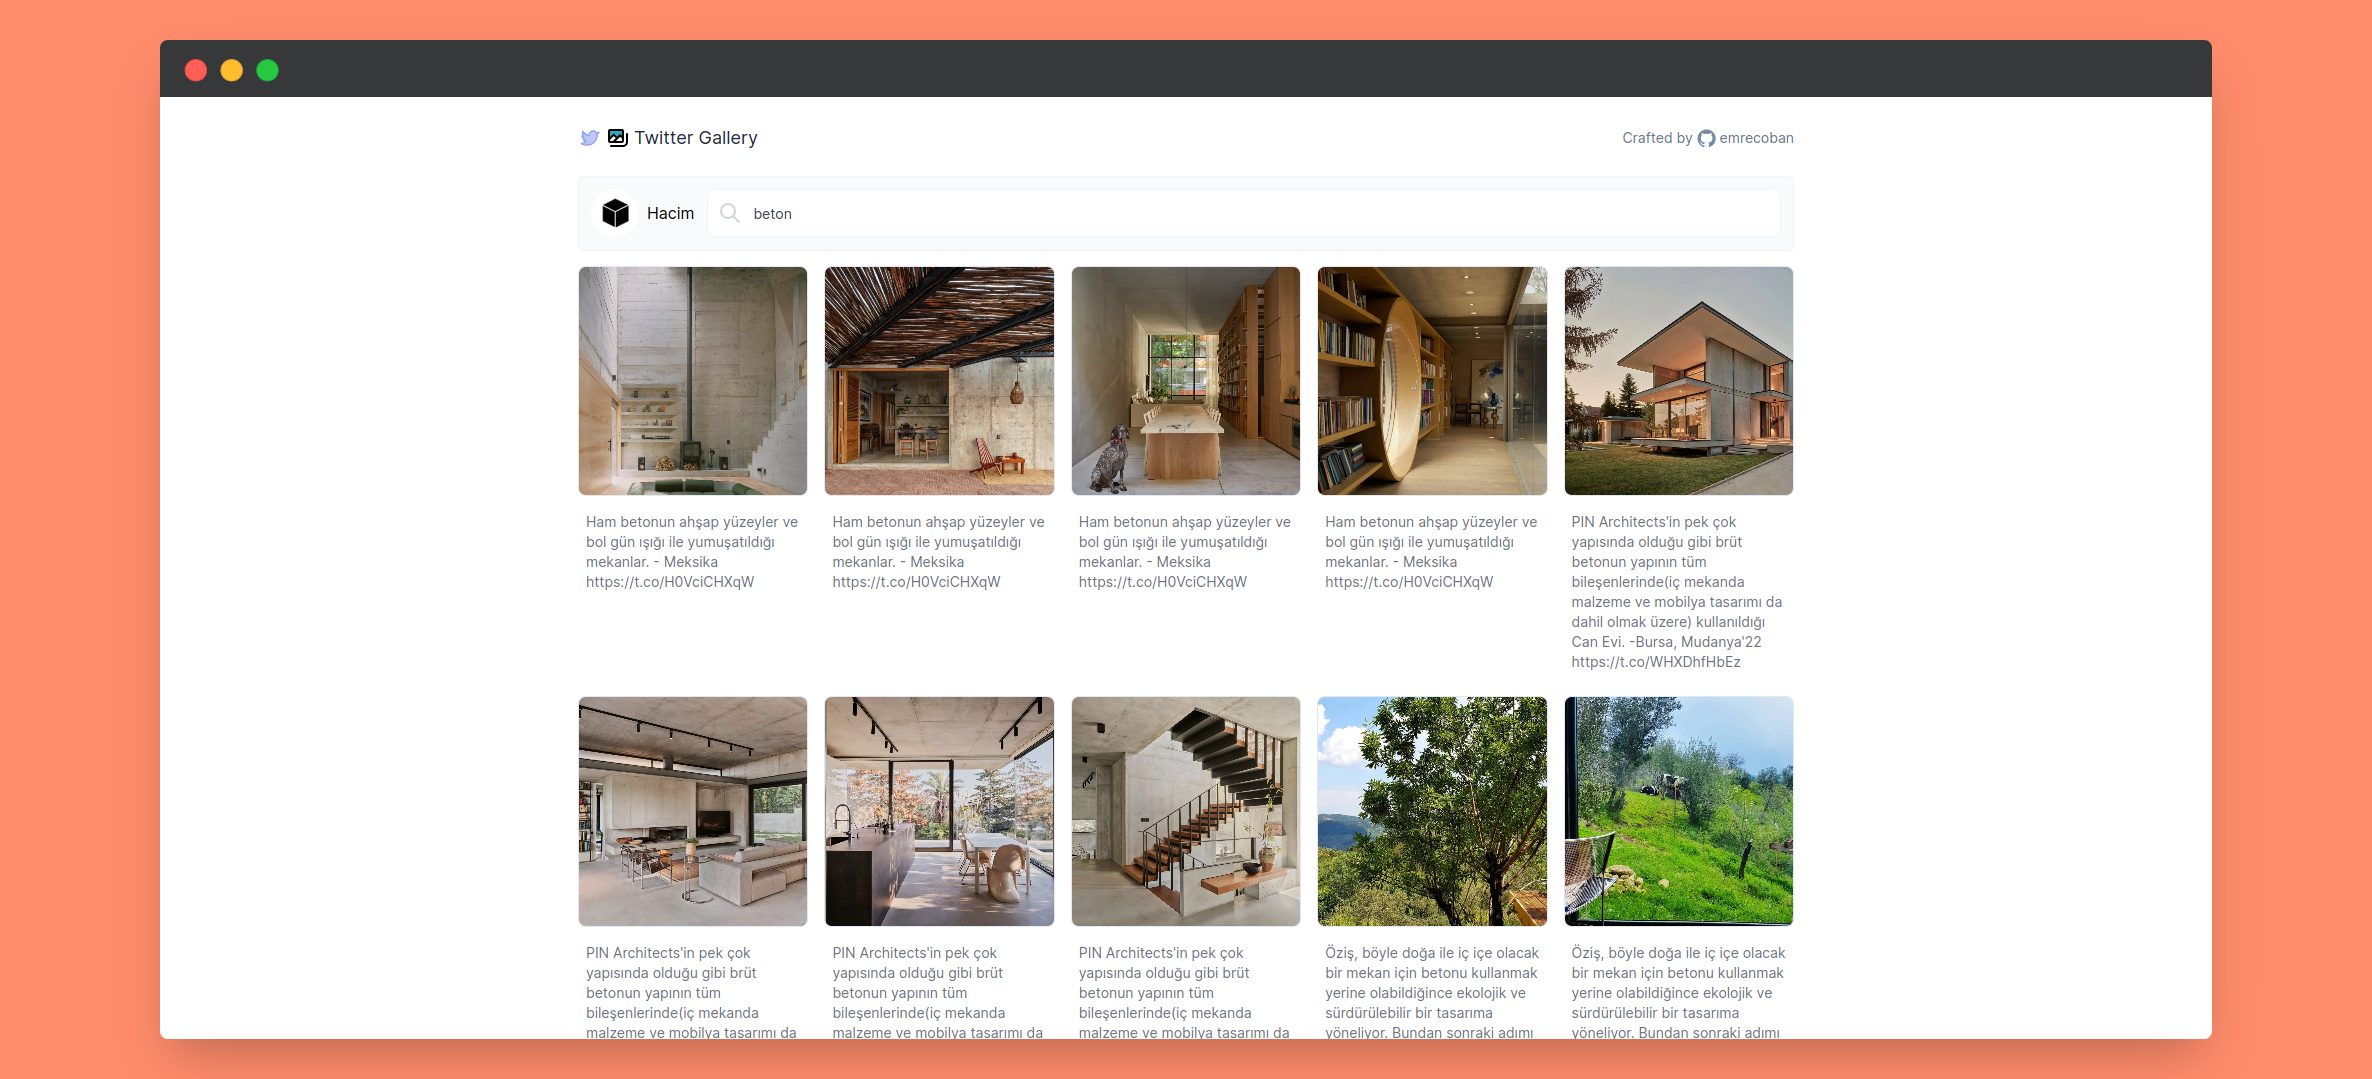 Twitter Gallery
Crafted by emrecoban
Hacim
beton
Ham betonun ahşap yüzeyler ve
bol gün ışığı ile yumuşatıldığı
mekanlar. - Meksika
https://t.co/H0VciCHXqW
Ham betonun ahşap yüzeyler ve
bol gün ışığı ile yumuşatıldığı
mekanlar. - Meksika
https://t.co/H0VciCHXqW
Ham betonun ahşap yüzeyler ve
bol gün ışığı ile yumuşatıldığı
mekanlar. - Meksika
https://t.co/H0VciCHXqW
Ham betonun ahşap yüzeyler ve
bol gün ışığı ile yumuşatıldığı
mekanlar. - Meksika
https://t.co/H0VciCHXqW
PIN Architects'in pek çok
yapısında olduğu gibi brüt
betonun yapının tüm
bileşenlerinde(iç mekanda
malzeme ve mobilya tasarımı da
dahil olmak üzere) kullanıldığı
Can Evi. -Bursa, Mudanya'22
https://t.co/WHXDhfHbEz
PIN Architects'in pek çok
yapısında olduğu gibi brüt
betonun yapının tüm
bileşenlerinde(iç mekanda
malzeme ve mobilya tasarımı da
PIN Architects'in pek çok
yapısında olduğu gibi brüt
betonun yapının tüm
bileşenlerinde(iç mekanda
malzeme ve mobilya tasarımı da
PIN Architects'in pek çok
yapısında olduğu gibi brüt
betonun yapının tüm
bileşenlerinde(iç mekanda
malzeme ve mobilya tasarımı da
Öziş, böyle doğa ile iç içe olacak
bir mekan için betonu kullanmak
yerine olabildiğince ekolojik ve
sürdürülebilir bir tasarıma
yöneliyor. Bundan sonraki adımı
Öziş, böyle doğa ile iç içe olacak
bir mekan için betonu kullanmak
yerine olabildiğince ekolojik ve
sürdürülebilir bir tasarıma
yöneliyor. Bundan sonraki adımı